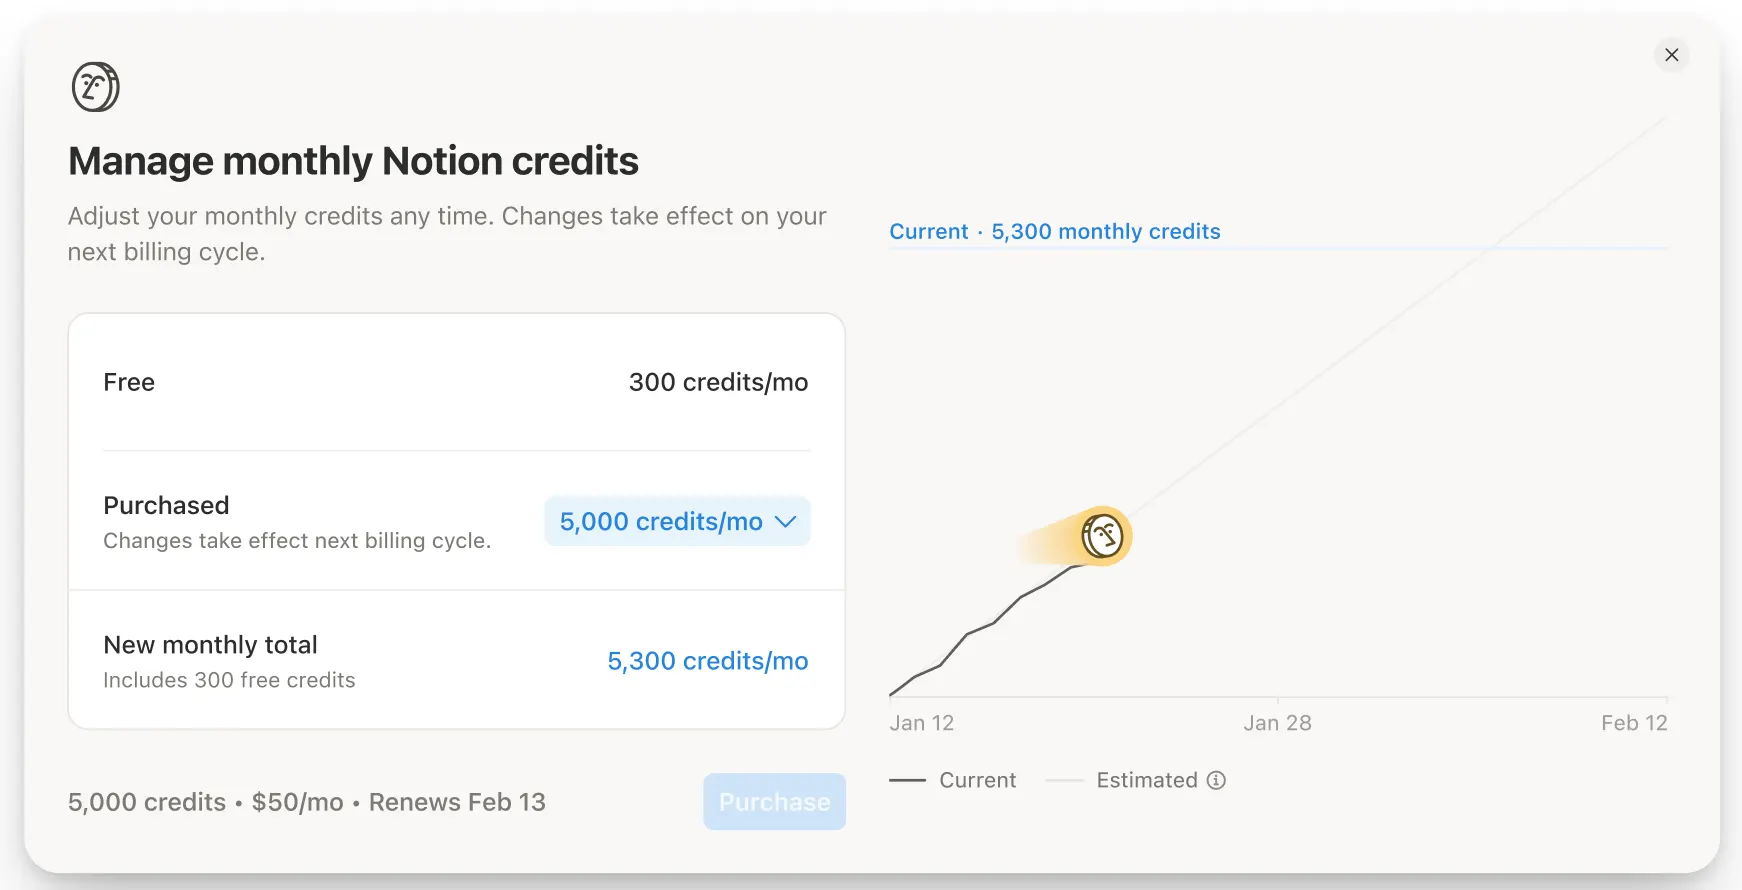 Manage monthly Notion credits
Adjust your monthly credits any time. Changes take effect on your
next billing cycle.
Free
300 credits/mo
Purchased
Changes take effect next billing cycle.
5,000 credits/mo
New monthly total
Includes 300 free credits
5,300 credits/mo
5,000 credits • $50/mo • Renews Feb 13
Purchase
Current · 5,300 monthly credits
Jan 12
Jan 28
Feb 12
Current
Estimated